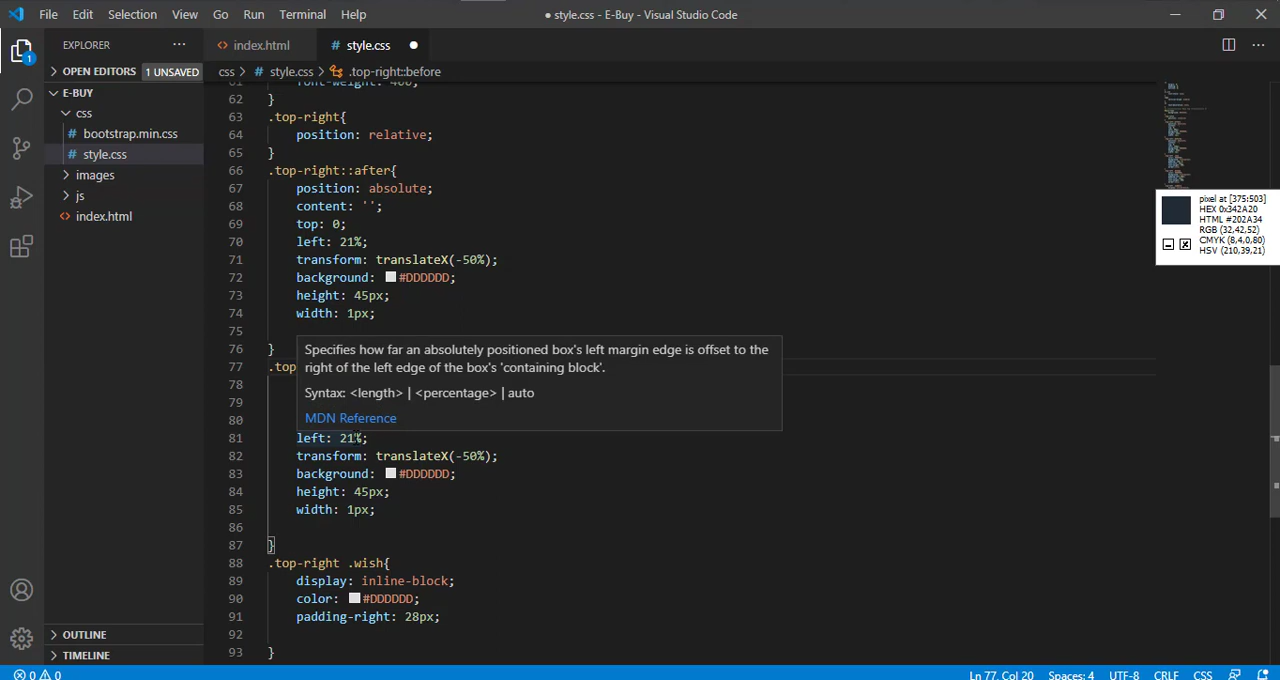 File Edit Selection View Go Run Terminal Help
● style.css - E-Buy - Visual Studio Code
EXPLORER ···
<> index.html
# style.css ●
1
OPEN EDITORS 1 UNSAVED
css > # style.css > .top-right::before
E-BUY
css
# bootstrap.min.css
# style.css
images
js
<> index.html
62 }
63 .top-right{
64 position: relative;
65 }
66 .top-right::after{
67 position: absolute;
68 content: '';
69 top: 0;
70 left: 21%;
71 transform: translateX(-50%);
72 background: #DDDDDD;
73 height: 45px;
74 width: 1px;
75
76 }
77 .top
78
79
80
81 left: 21%;
82 transform: translateX(-50%);
83 background: #DDDDDD;
84 height: 45px;
85 width: 1px;
86
87 }
88 .top-right .wish{
89 display: inline-block;
90 color: #DDDDDD;
91 padding-right: 28px;
92
93 }
Specifies how far an absolutely positioned box's left margin edge is offset to the
right of the left edge of the box's 'containing block'.
Syntax: <length> | <percentage> | auto
MDN Reference
pixel at [375:503]
HEX 0x342A20
HTML #202A34
RGB (32,42,52)
CMYK (8,4,0,80)
HSV (210,39,21)
OUTLINE
TIMELINE
0 0
Ln 77, Col 20 Spaces: 4 UTF-8 CRLF CSS